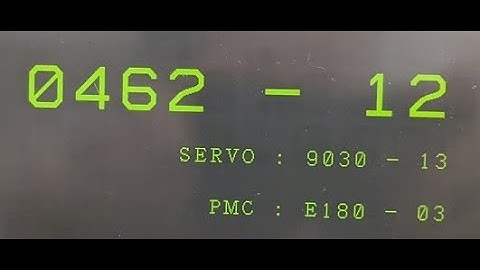 0462 - 12
SERVO : 9030 - 13
PMC : E180 - 03